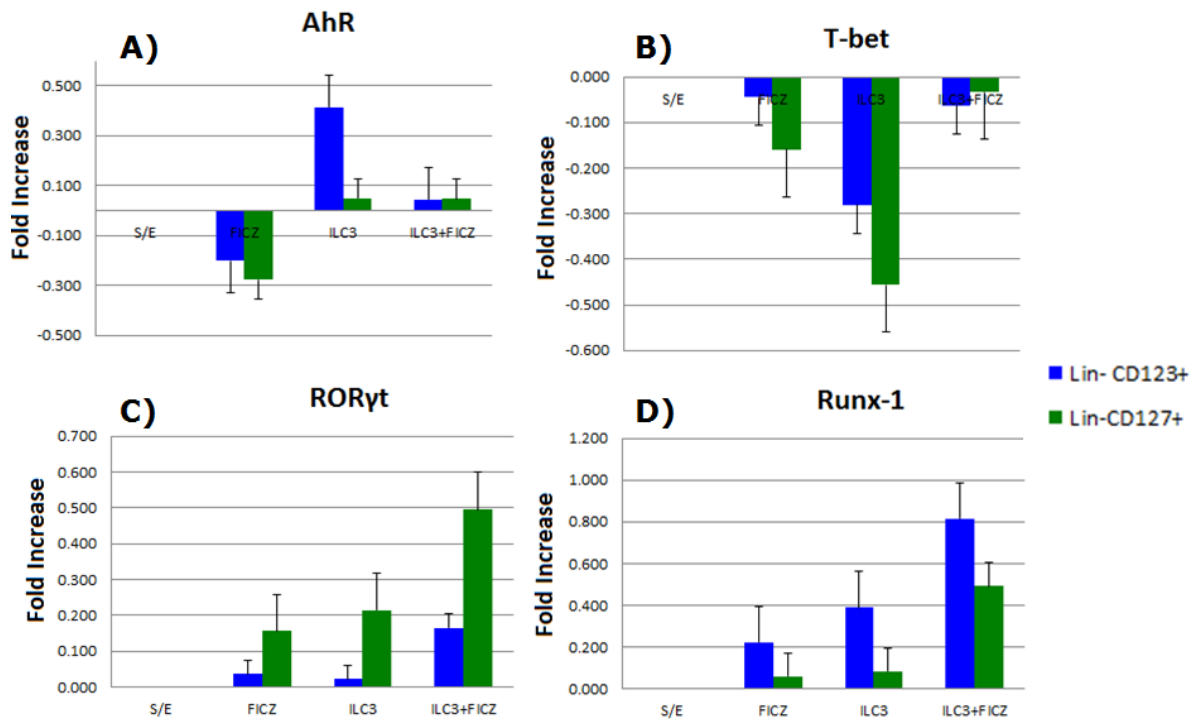 A)
AhR
Fold Increase
0.500
0.300
0.100
-0.100
-0.300
-0.500
S/E
FICZ
ILC3
ILC3+FICZ
B)
T-bet
Fold Increase
0.000
-0.100
-0.200
-0.300
-0.400
-0.500
-0.600
S/E
FICZ
ILC3
ILC3+FICZ
C)
RORγt
Fold Increase
0.700
0.600
0.500
0.400
0.300
0.200
0.100
0.000
S/E
FICZ
ILC3
ILC3+FICZ
D)
Runx-1
Fold Increase
1.200
1.000
0.800
0.600
0.400
0.200
0.000
S/E
FICZ
ILC3
ILC3+FICZ
Lin- CD123+
Lin-CD127+